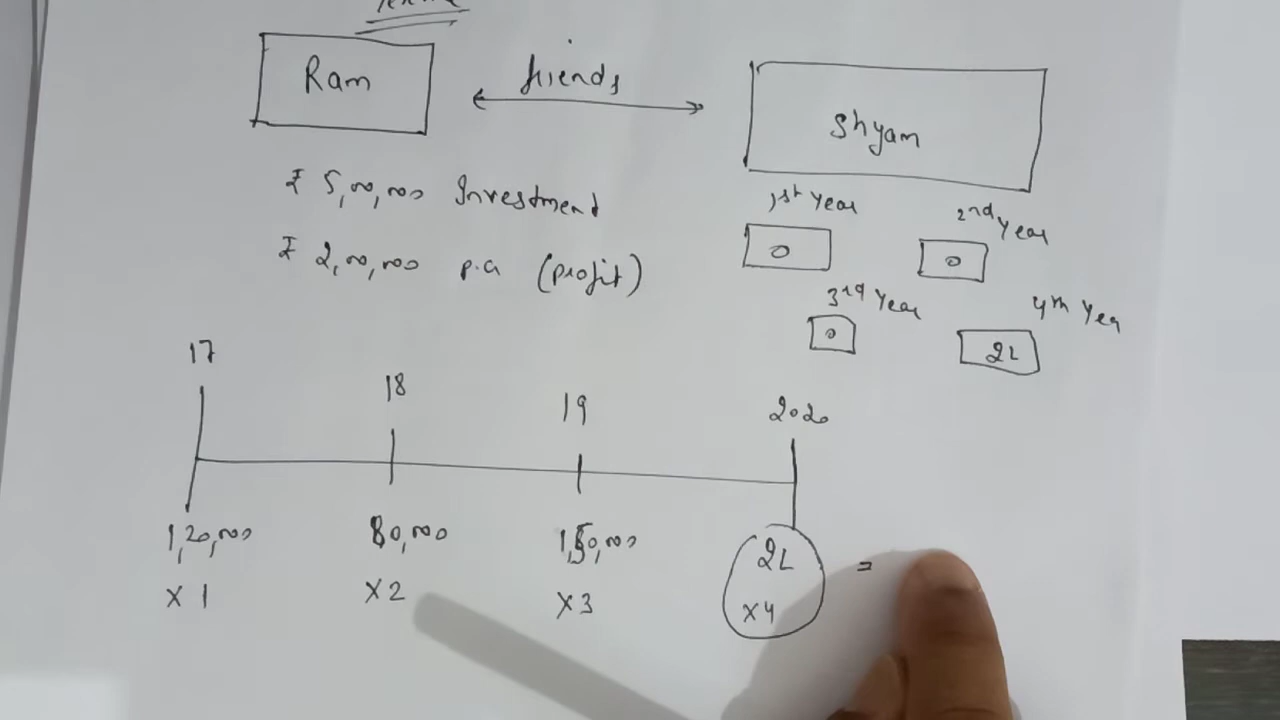 Ram
friends
Shyam
₹ 5,00,000 Investment
₹ 2,00,000 p.a (profit)
1st Year
0
2nd Year
0
3rd Year
0
4th Yea
2L
17
18
19
2020
1,20,000
80,000
1,50,000
2L
=
X 1
X 2
X 3
X 4